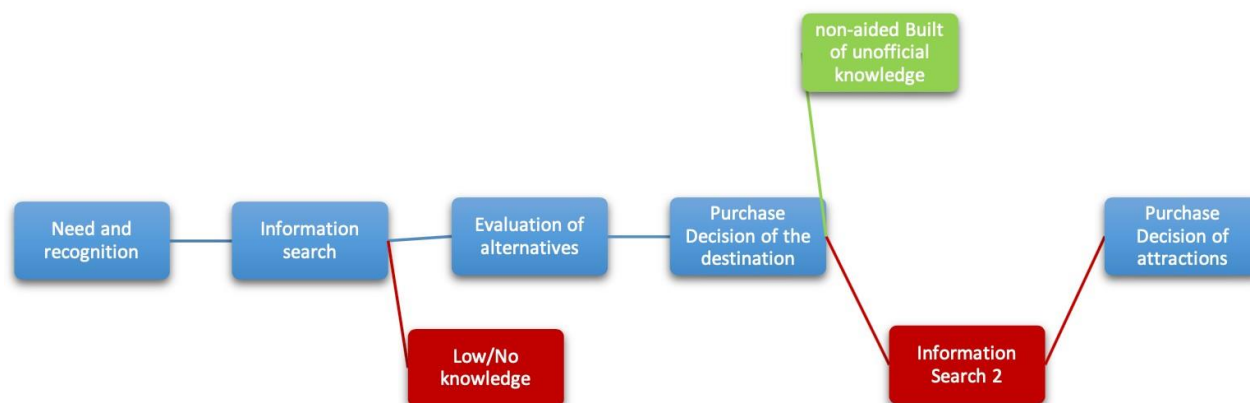 non-aided Built
of unofficial
knowledge
Need and
recognition
Information
search
Evaluation of
alternatives
Purchase
Decision of the
destination
Purchase
Decision of
attractions
Low/No
knowledge
Information
Search 2